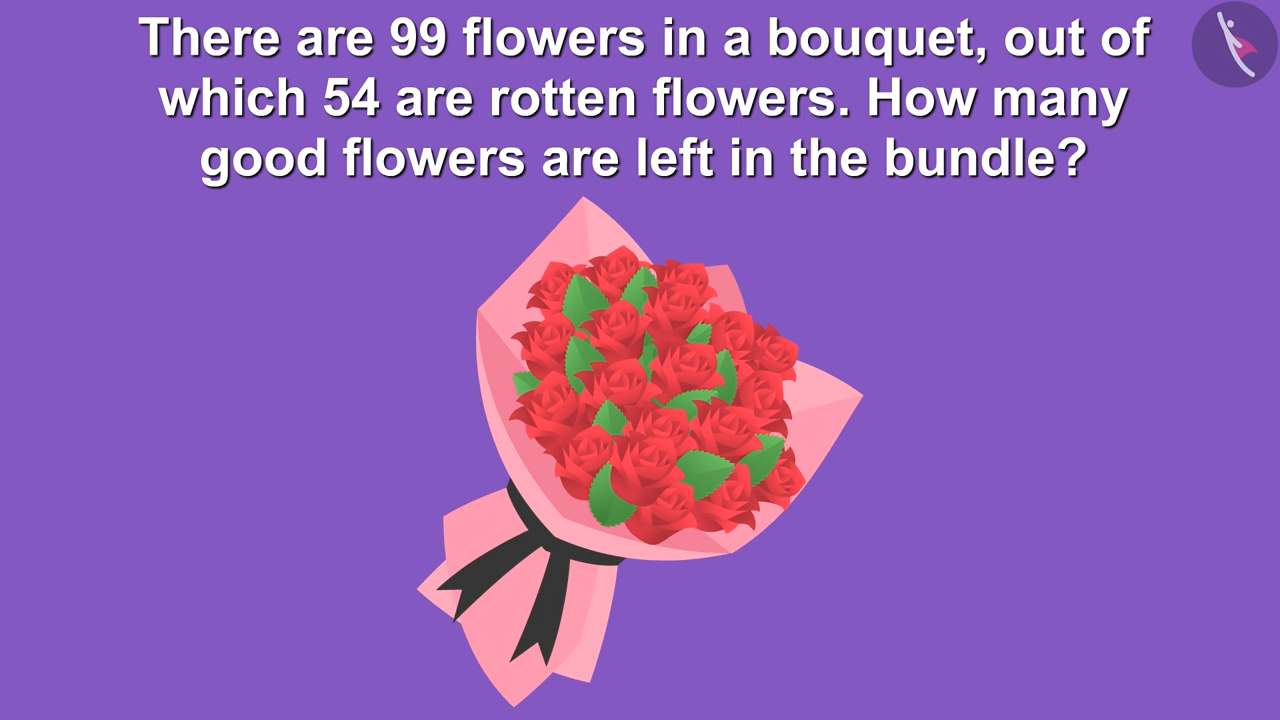 There are 99 flowers in a bouquet, out of
which 54 are rotten flowers. How many
good flowers are left in the bundle?